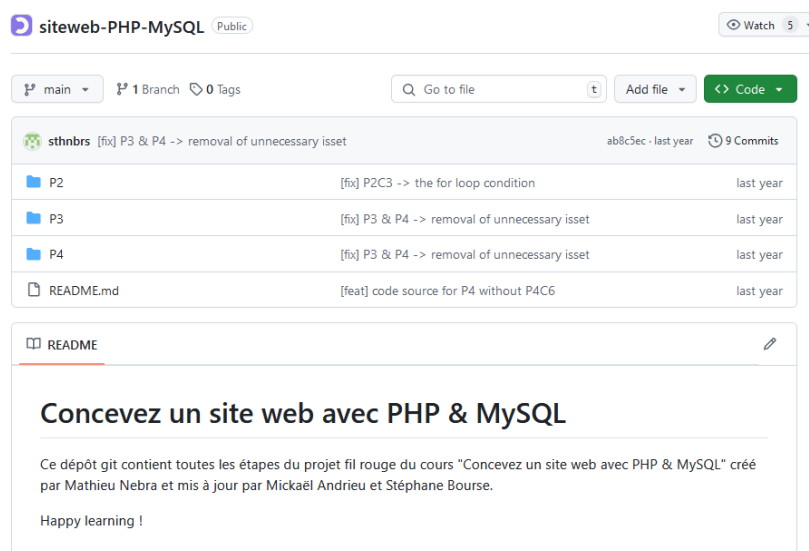 siteweb-PHP-MySQL Public Watch 5
main 1 Branch 0 Tags Go to file t Add file Code
sthnbrs [fix] P3 & P4 -> removal of unnecessary isset ab8c5ec · last year 9 Commits
P2 [fix] P2C3 -> the for loop condition last year
P3 [fix] P3 & P4 -> removal of unnecessary isset last year
P4 [fix] P3 & P4 -> removal of unnecessary isset last year
README.md [feat] code source for P4 without P4C6 last year
README
Concevez un site web avec PHP & MySQL
Ce dépôt git contient toutes les étapes du projet fil rouge du cours "Concevez un site web avec PHP & MySQL" créé
par Mathieu Nebra et mis à jour par Mickaël Andrieu et Stéphane Bourse.
Happy learning !